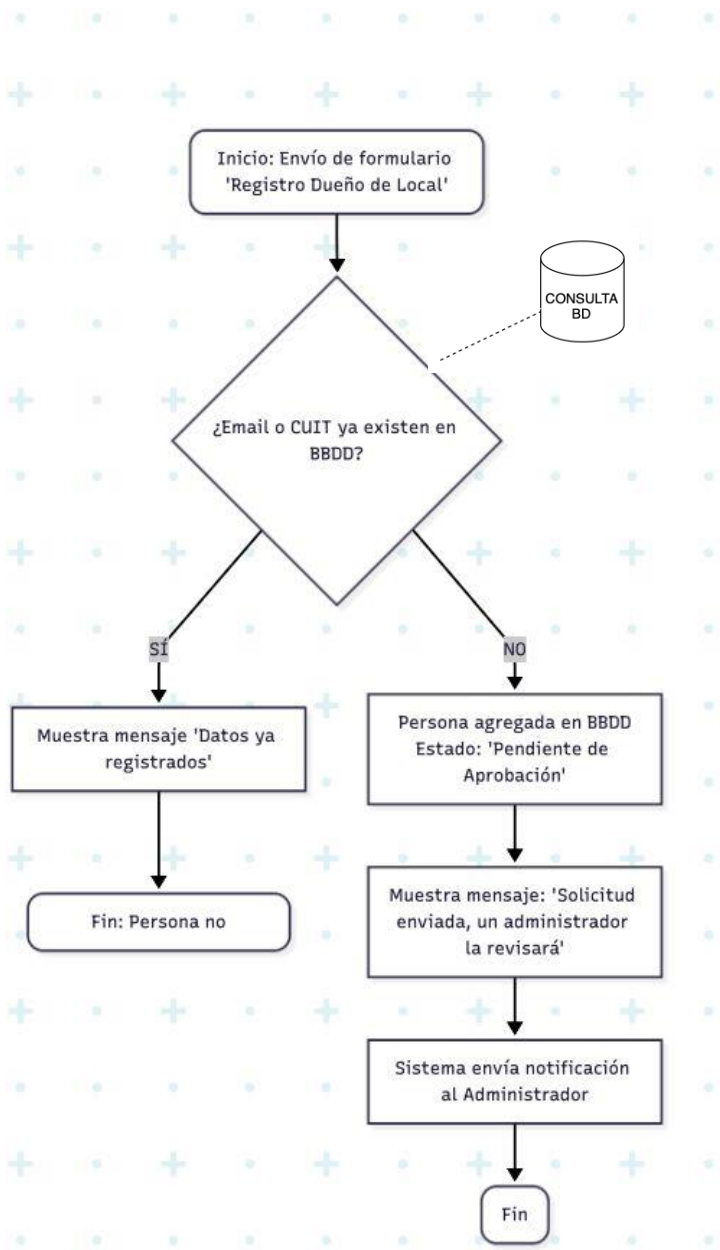 Inicio: Envío de formulario
'Registro Dueño de Local'
CONSULTA
BD
¿Email o CUIT ya existen en
BBDD?
SÍ
NO
Muestra mensaje 'Datos ya
registrados'
Persona agregada en BBDD
Estado: 'Pendiente de
Aprobación'
Fin: Persona no
Muestra mensaje: 'Solicitud
enviada, un administrador
la revisará'
Sistema envía notificación
al Administrador
Fin